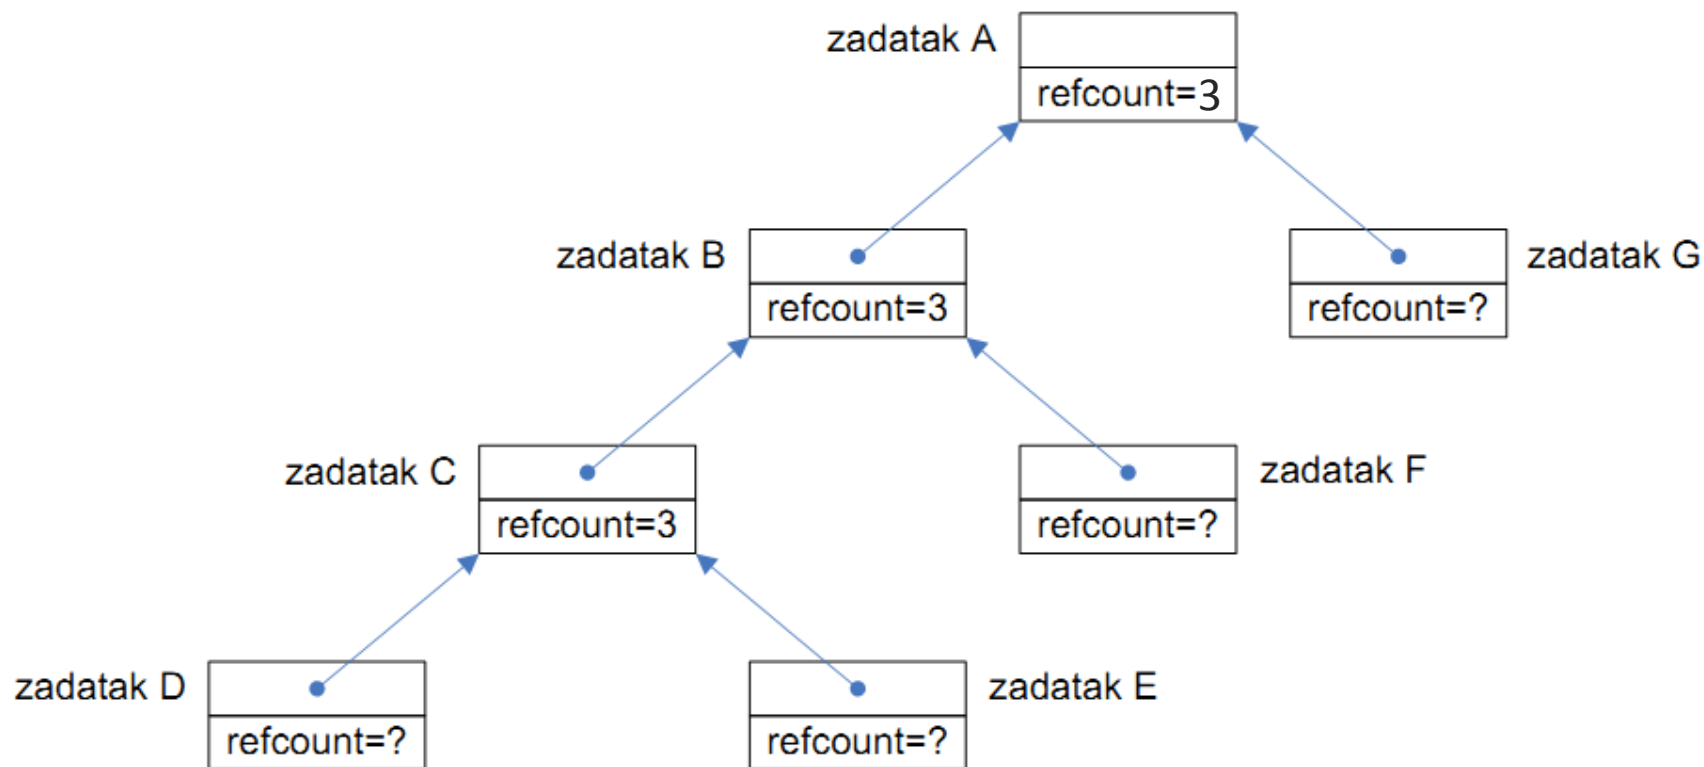 zadatak A
refcount=3
zadatak B
refcount=3
zadatak G
refcount=?
zadatak C
refcount=3
zadatak F
refcount=?
zadatak D
refcount=?
zadatak E
refcount=?